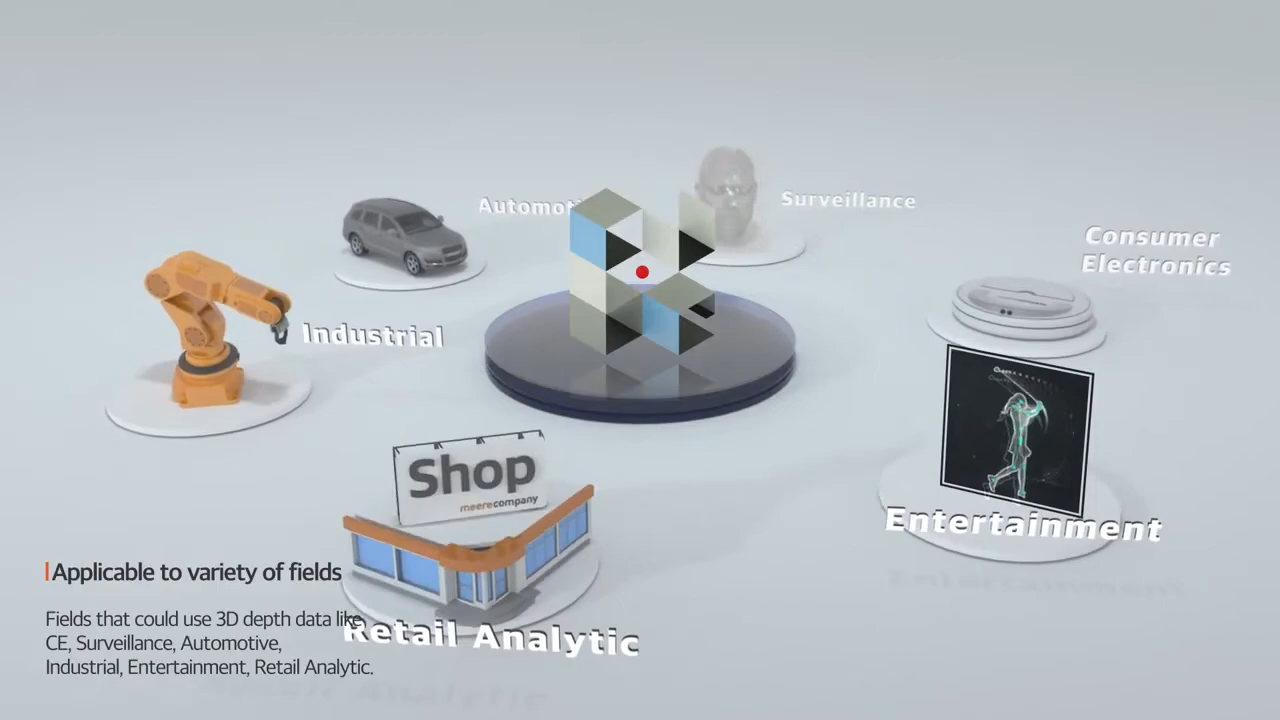 Automoti
Surveillance
Consumer
Electronics
Industrial
Shop
meerecompany
Entertainment
Applicable to variety of fields
Fields that could use 3D depth data like
CE, Surveillance, Automotive,
Industrial, Entertainment, Retail Analytic.
Retail Analytic